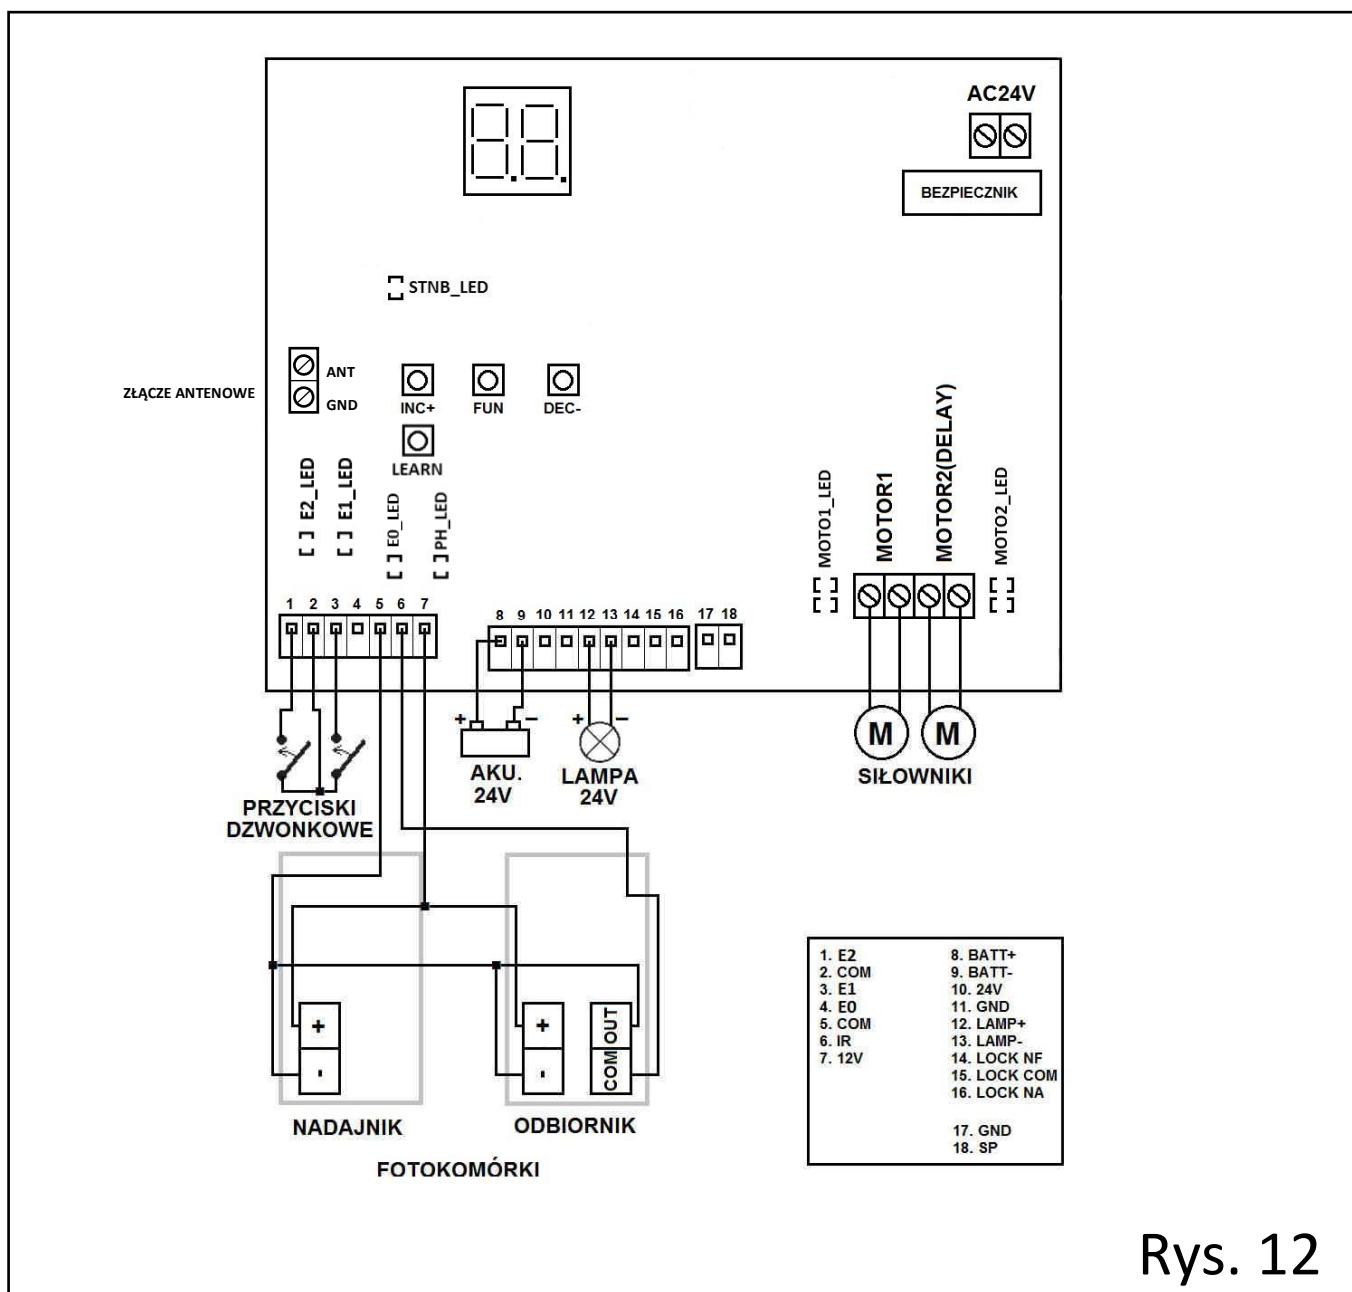 AC24V
BEZPIECZNIK
STNB_LED
ZŁĄCZE ANTENOWE
ANT
GND
INC+ FUN DEC-
LEARN
E2_LED
E1_LED
E0_LED
PH_LED
MOTO1_LED
MOTOR1
MOTOR2(DELAY)
MOTO2_LED
1 2 3 4 5 6 7
8 9 10 11 12 13 14 15 16 17 18
+ − + −
M M
AKU.
24V
LAMPA
24V
SIŁOWNIKI
PRZYCISKI
DZWONKOWE
+
-
+
-
OUT
COM
NADAJNIK
ODBIORNIK
FOTOKOMÓRKI
1. E2
2. COM
3. E1
4. E0
5. COM
6. IR
7. 12V
8. BATT+
9. BATT-
10. 24V
11. GND
12. LAMP+
13. LAMP-
14. LOCK NF
15. LOCK COM
16. LOCK NA
17. GND
18. SP
Rys. 12